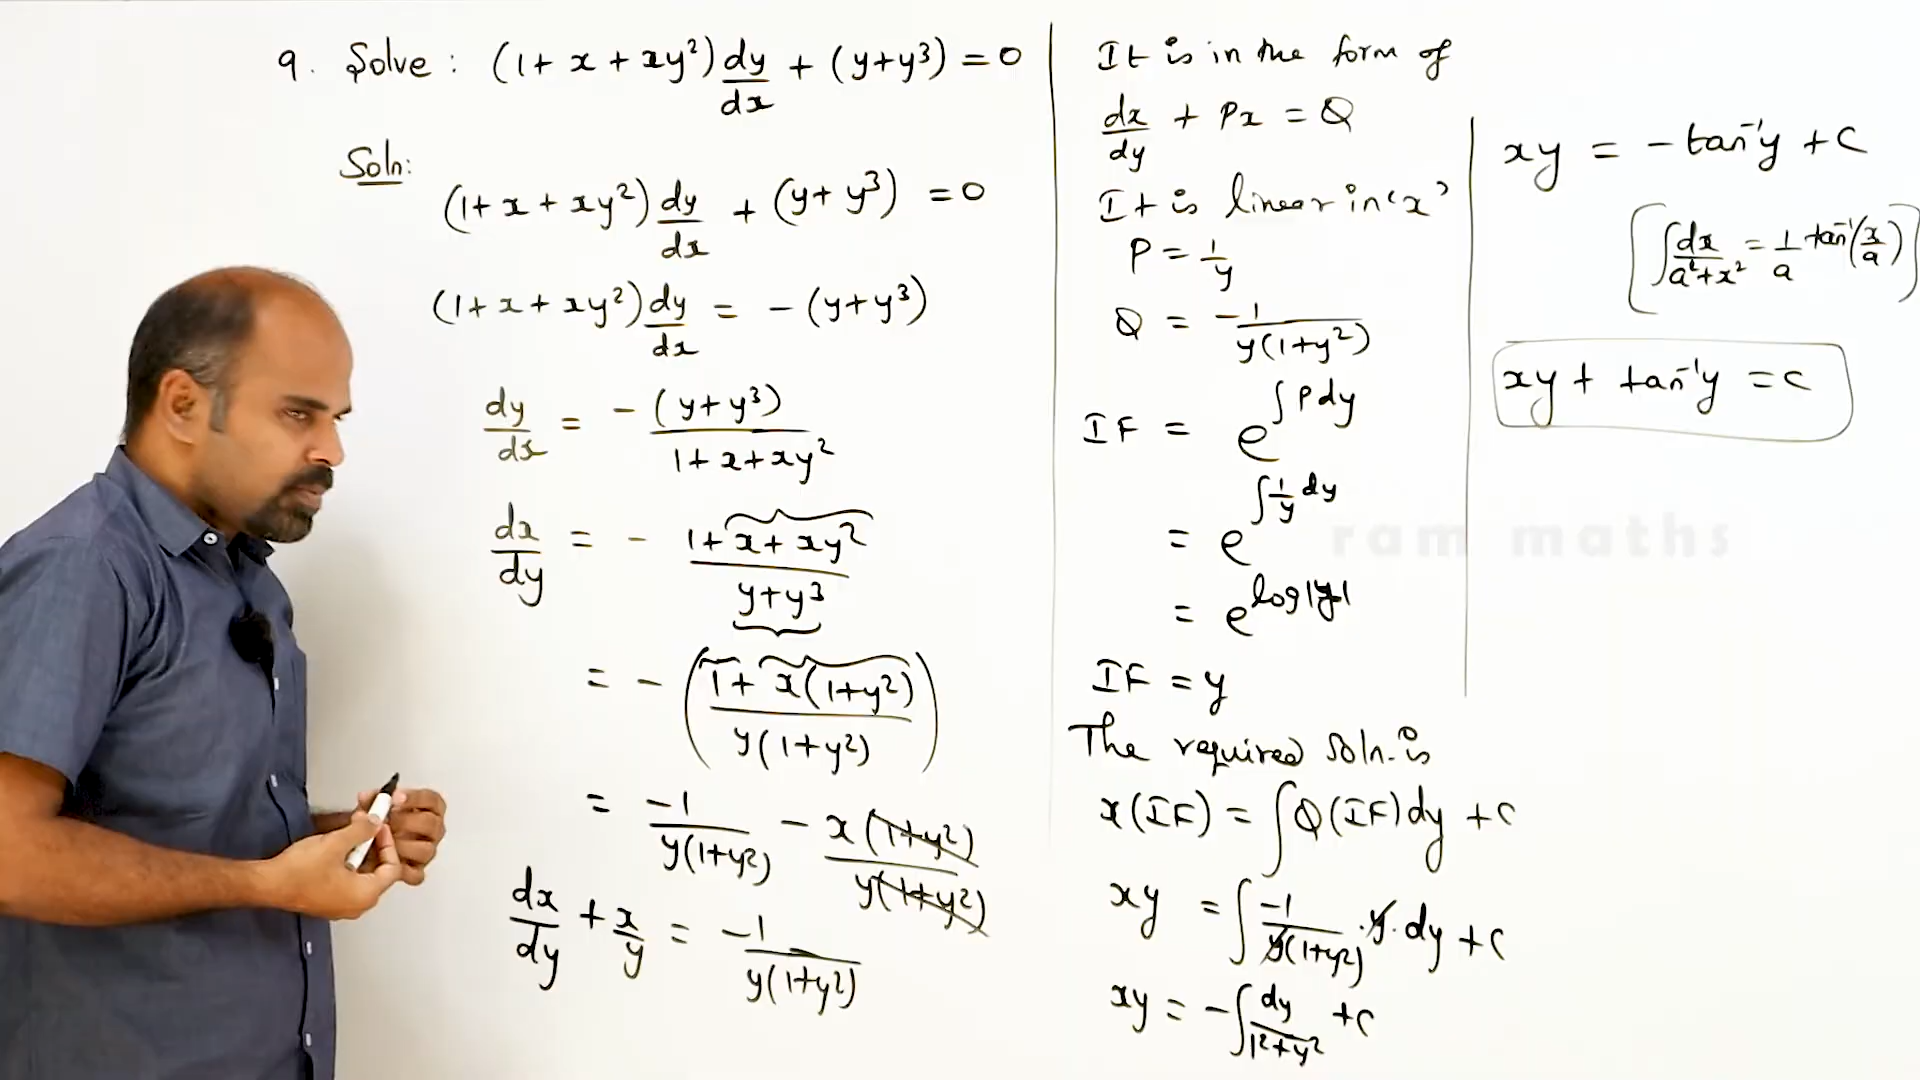 9. Solve : (1 + x + xy²) dy/dx + (y+y³) = 0
Soln:
(1 + x + xy²) dy/dx + (y + y³) = 0
(1 + x + xy²) dy/dx = - (y + y³)
dy/dx = - (y + y³)/1 + x + xy²
dx/dy = - 1 + x + xy²/y + y³
= - (1 + x(1+y²)/y(1+y²))
= -1/y(1+y²) - x(1+y²)/y(1+y²)
dx/dy + x/y = -1/y(1+y²)
It is in the form of
dx/dy + Px = Q
It is linear in 'x'
P = 1/y
Q = -1/y(1+y²)
IF = e^∫Pdy
= e^∫1/y dy
= e^log|y|
IF = y
The required soln. is
x(IF) = ∫Q(IF)dy + c
xy = ∫-1/y(1+y²) .y. dy + c
xy = -∫dy/1²+y² + c
xy = - tan⁻¹y + C
[∫dx/a²+x² = 1/a tan⁻¹(x/a)]
xy + tan⁻¹y = c
ram maths